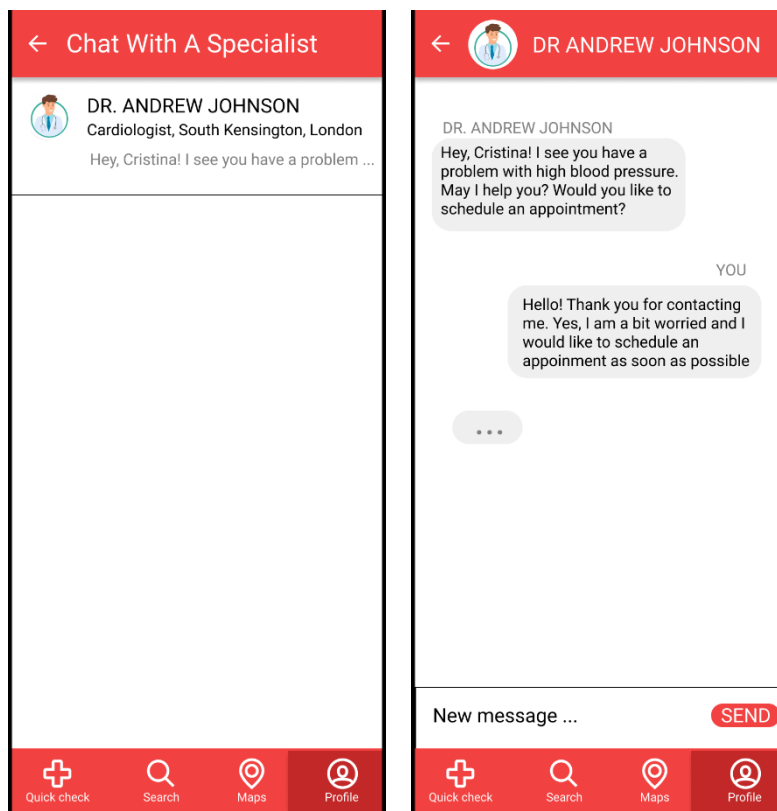 Chat With A Specialist
DR. ANDREW JOHNSON
Cardiologist, South Kensington, London
Hey, Cristina! I see you have a problem ...
Quick check
Search
Maps
Profile
DR ANDREW JOHNSON
DR. ANDREW JOHNSON
Hey, Cristina! I see you have a
problem with high blood pressure.
May I help you? Would you like to
schedule an appointment?
YOU
Hello! Thank you for contacting
me. Yes, I am a bit worried and I
would like to schedule an
appoinment as soon as possible
...
New message ...
SEND
Quick check
Search
Maps
Profile